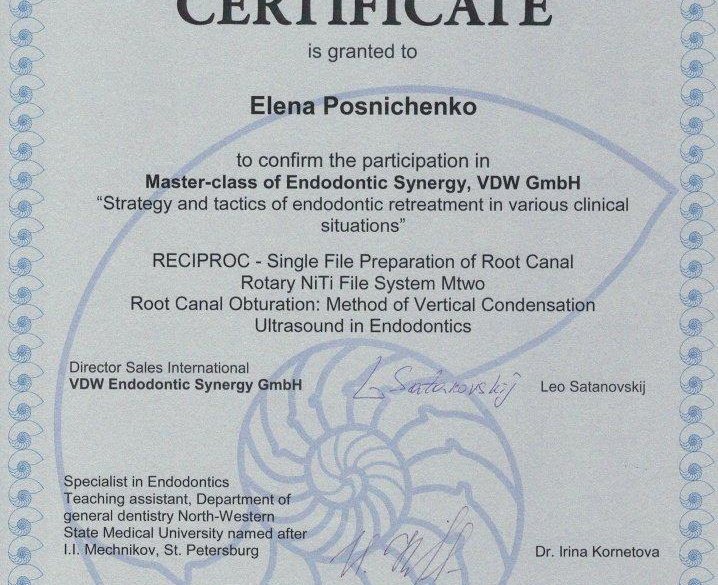 CERTIFICATE
is granted to
Elena Posnichenko
to confirm the participation in
Master-class of Endodontic Synergy, VDW GmbH
“Strategy and tactics of endodontic retreatment in various clinical
situations”
RECIPROC - Single File Preparation of Root Canal
Rotary NiTi File System Mtwo
Root Canal Obturation: Method of Vertical Condensation
Ultrasound in Endodontics
Director Sales International
VDW Endodontic Synergy GmbH
L Satanovskij
Leo Satanovskij
Specialist in Endodontics
Teaching assistant, Department of
general dentistry North-Western
State Medical University named after
I.I. Mechnikov, St. Petersburg
Dr. Irina Kornetova